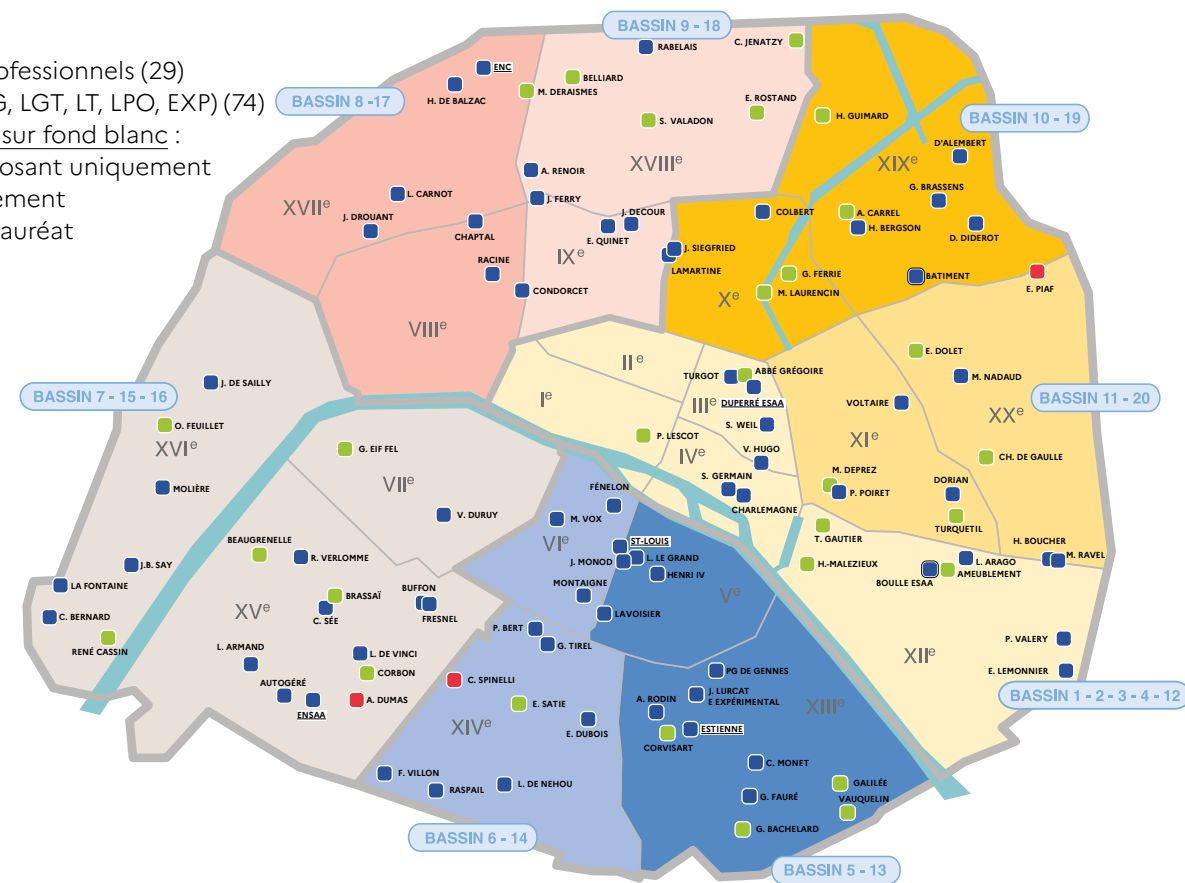 ofessionnels (29)
G, LGT, LT, LPO, EXP) (74)
sur fond blanc :
osant uniquement
ement
auréat
BASSIN 9 - 18
BASSIN 8 -17
BASSIN 10 - 19
BASSIN 7 - 15 - 16
BASSIN 11 - 20
BASSIN 1 - 2 - 3 - 4 - 12
BASSIN 6 - 14
BASSIN 5 - 13
ENC
H. DE BALZAC
M. DERAISMES
BELLIARD
RABELAIS
C. JENATZY
E. ROSTAND
S. VALADON
XVIIIe
A. RENOIR
J. FERRY
J. DECOUR
E. QUINET
IXe
CONDORCET
L. CARNOT
XVIIe
J. DROUANT
CHAPTAL
RACINE
VIIIe
H. GUIMARD
XIXe
D'ALEMBERT
G. BRASSENS
A. CARREL
H. BERGSON
D. DIDEROT
COLBERT
J. SIEGFRIED
LAMARTINE
G. FERRIE
M. LAURENCIN
Xe
BATIMENT
E. PIAF
E. DOLET
M. NADAUD
VOLTAIRE
XXe
XIe
CH. DE GAULLE
M. DEPREZ
P. POIRET
DORIAN
TURQUETIL
T. GAUTIER
H. BOUCHER
M. RAVEL
IIe
Ie
TURGOT
ABBÉ GRÉGOIRE
IIIe
DUPERRÉ ESAA
S. WEIL
P. LESCOT
IVe
V. HUGO
S. GERMAIN
CHARLEMAGNE
H.-MALEZIEUX
L. ARAGO
BOULLE ESAA
AMEUBLEMENT
P. VALERY
XIIe
E. LEMONNIER
J. DE SAILLY
O. FEUILLET
XVIe
MOLIÈRE
J.B. SAY
LA FONTAINE
C. BERNARD
RENÉ CASSIN
G. EIF FEL
VIIe
V. DURUY
BEAUGRENELLE
R. VERLOMME
BRASSAÏ
C. SÉE
BUFFON
FRESNEL
XVe
L. ARMAND
L. DE VINCI
CORBON
AUTOGÉRÉ
ENSAA
A. DUMAS
FÉNELON
M. VOX
VIe
ST-LOUIS
J. MONOD
L. LE GRAND
HENRI IV
MONTAIGNE
LAVOISIER
Ve
P. BERT
G. TIREL
C. SPINELLI
E. SATIE
XIVe
E. DUBOIS
F. VILLON
RASPAIL
L. DE NEHOU
PG DE GENNES
J. LURCAT
E EXPÉRIMENTAL
A. RODIN
XIIIe
ESTIENNE
CORVISART
C. MONET
GALILÉE
G. FAURÉ
VAUQUELIN
G. BACHELARD